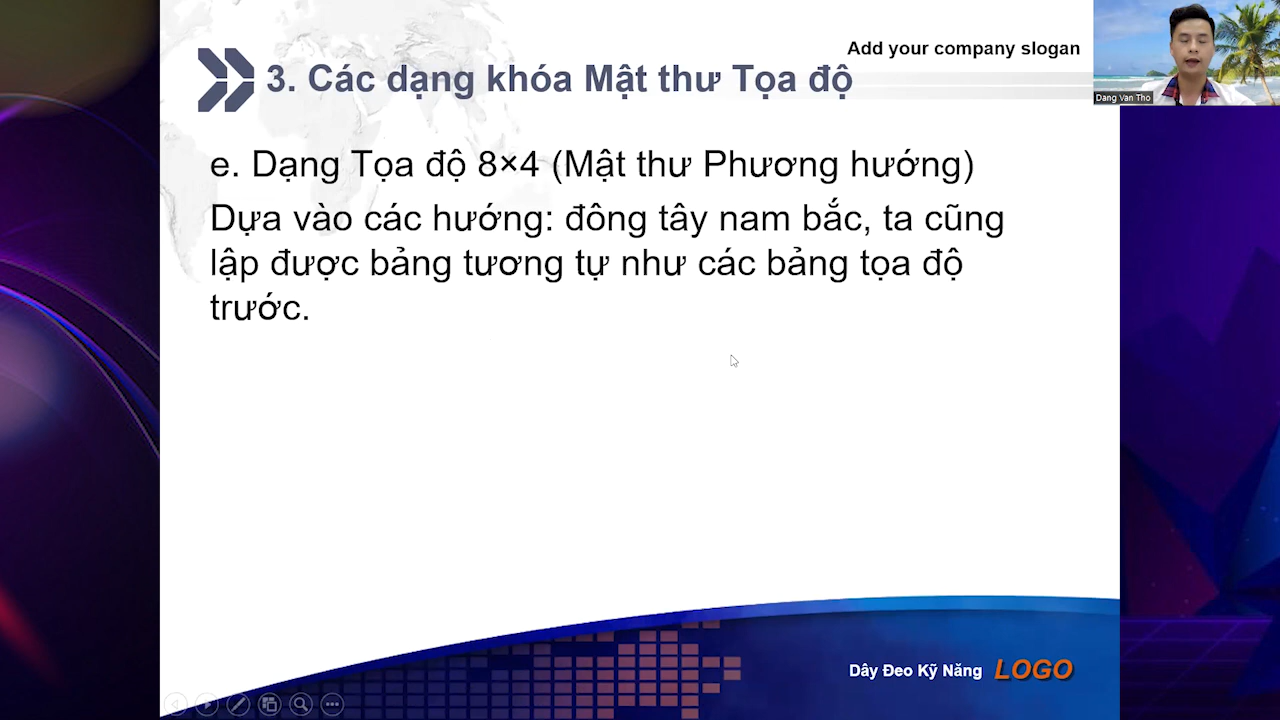 Add your company slogan
3. Các dạng khóa Mật thư Tọa độ
Dang Van Tho
e. Dạng Tọa độ 8×4 (Mật thư Phương hướng)
Dựa vào các hướng: đông tây nam bắc, ta cũng
lập được bảng tương tự như các bảng tọa độ
trước.
Dây Đeo Kỹ Năng LOGO